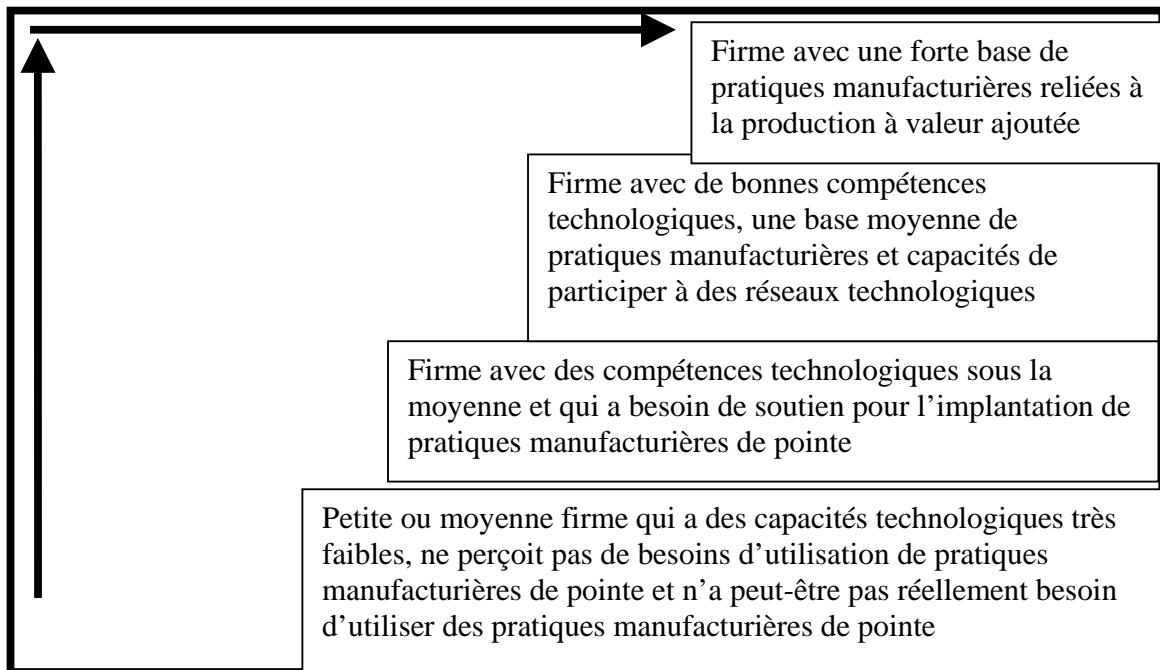 Firme avec une forte base de
pratiques manufacturières reliées à
la production à valeur ajoutée
Firme avec de bonnes compétences
technologiques, une base moyenne de
pratiques manufacturières et capacités de
participer à des réseaux technologiques
Firme avec des compétences technologiques sous la
moyenne et qui a besoin de soutien pour l’implantation de
pratiques manufacturières de pointe
Petite ou moyenne firme qui a des capacités technologiques très
faibles, ne perçoit pas de besoins d’utilisation de pratiques
manufacturières de pointe et n’a peut-être pas réellement besoin
d’utiliser des pratiques manufacturières de pointe